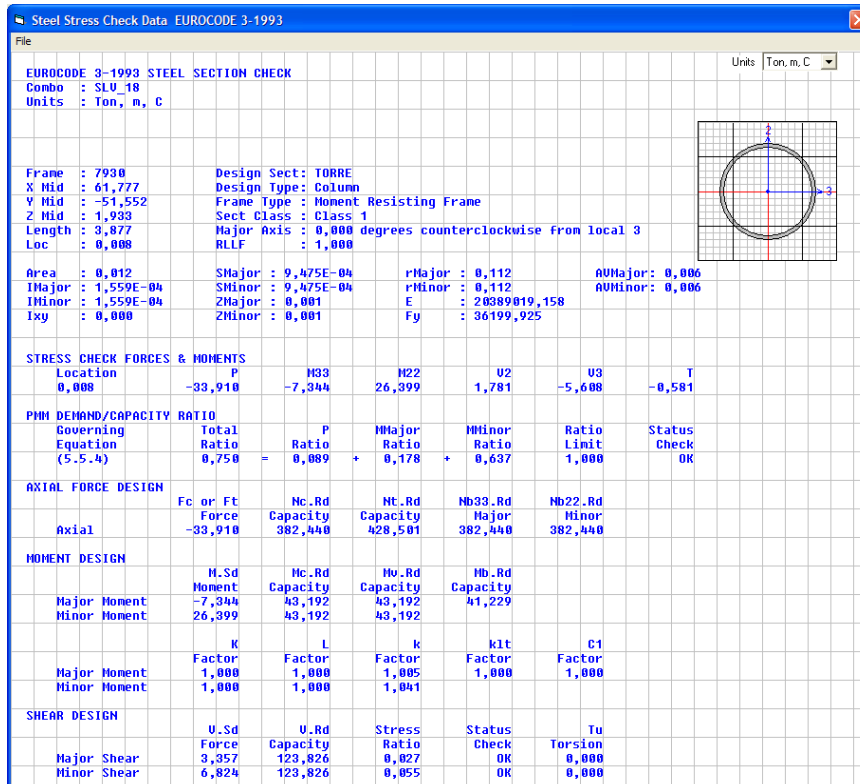 Steel Stress Check Data EUROCODE 3-1993
File
Units Ton, m, C
EUROCODE 3-1993 STEEL SECTION CHECK
Combo : SLV_18
Units : Ton, m, C
2
3
Frame : 7930 Design Sect: TORRE
X Mid : 61,777 Design Type: Column
Y Mid : -51,552 Frame Type : Moment Resisting Frame
Z Mid : 1,933 Sect Class : Class 1
Length : 3,877 Major Axis : 0,000 degrees counterclockwise from local 3
Loc : 0,008 RLLF : 1,000
Area : 0,012 SMajor : 9,475E-04 rMajor : 0,112 AVMajor: 0,006
IMajor : 1,559E-04 SMinor : 9,475E-04 rMinor : 0,112 AVMinor: 0,006
IMinor : 1,559E-04 ZMajor : 0,001 E : 20389019,158
Ixy : 0,000 ZMinor : 0,001 Fy : 36199,925
STRESS CHECK FORCES & MOMENTS
Location P M33 M22 V2 V3 T
0,008 -33,910 -7,344 26,399 1,781 -5,608 -0,581
PMM DEMAND/CAPACITY RATIO
Governing Total P MMajor MMinor Ratio Status
Equation Ratio Ratio Ratio Ratio Limit Check
(5.5.4) 0,750 = 0,089 + 0,178 + 0,637 1,000 OK
AXIAL FORCE DESIGN
Fc or Ft Nc.Rd Nt.Rd Nb33.Rd Nb22.Rd
Force Capacity Capacity Major Minor
Axial -33,910 382,440 428,501 382,440 382,440
MOMENT DESIGN
M.Sd Mc.Rd Mv.Rd Mb.Rd
Moment Capacity Capacity Capacity
Major Moment -7,344 43,192 43,192 41,229
Minor Moment 26,399 43,192 43,192
K L k klt C1
Factor Factor Factor Factor Factor
Major Moment 1,000 1,000 1,005 1,000 1,000
Minor Moment 1,000 1,000 1,041
SHEAR DESIGN
V.Sd V.Rd Stress Status Tu
Force Capacity Ratio Check Torsion
Major Shear 3,357 123,826 0,027 OK 0,000
Minor Shear 6,824 123,826 0,055 OK 0,000